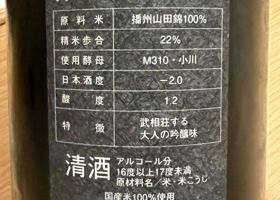 原料米 播州山田錦100%
精米歩合 22%
使用酵母 M310・小川
日本酒度 −2.0
酸度 1.2
特徴 武相荘する
大人の吟醸味
清酒 アルコール分
16度以上17度未満
原材料名／米・米こうじ
国産米100%使用